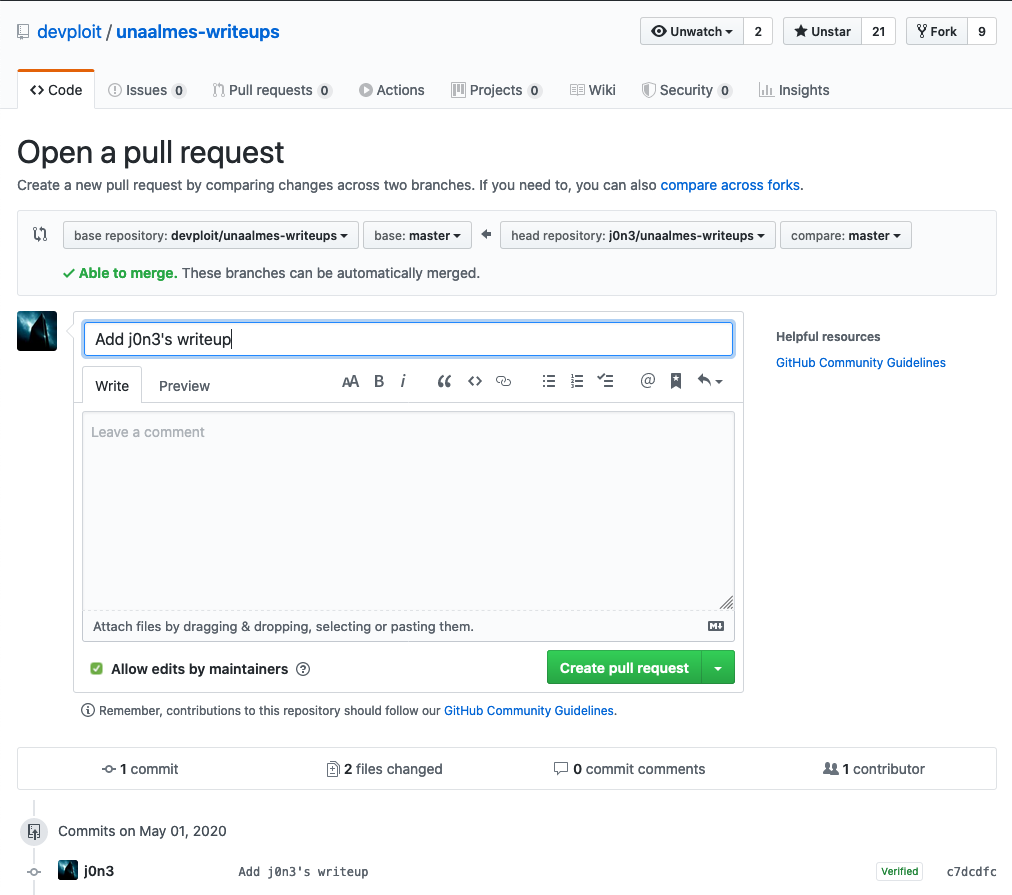 devploit / unaalmes-writeups
Unwatch 2
Unstar 21
Fork 9
Code
Issues 0
Pull requests 0
Actions
Projects 0
Wiki
Security 0
Insights
Open a pull request
Create a new pull request by comparing changes across two branches. If you need to, you can also compare across forks.
base repository: devploit/unaalmes-writeups
base: master
head repository: j0n3/unaalmes-writeups
compare: master
Able to merge. These branches can be automatically merged.
Add j0n3's writeup
Helpful resources
GitHub Community Guidelines
Write
Preview
AA B i “ <> @
Leave a comment
Attach files by dragging & dropping, selecting or pasting them.
M
Allow edits by maintainers ?
Create pull request
Remember, contributions to this repository should follow our GitHub Community Guidelines.
1 commit
2 files changed
0 commit comments
1 contributor
Commits on May 01, 2020
j0n3
Add j0n3's writeup
Verified
c7dcdfc